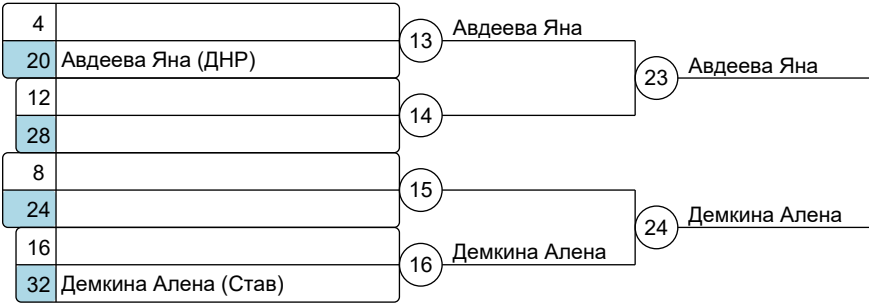 4
13 Авдеева Яна
20 Авдеева Яна (ДНР)
23 Авдеева Яна
12
14
28
8
15
24
24 Демкина Алена
16
16 Демкина Алена
32 Демкина Алена (Став)